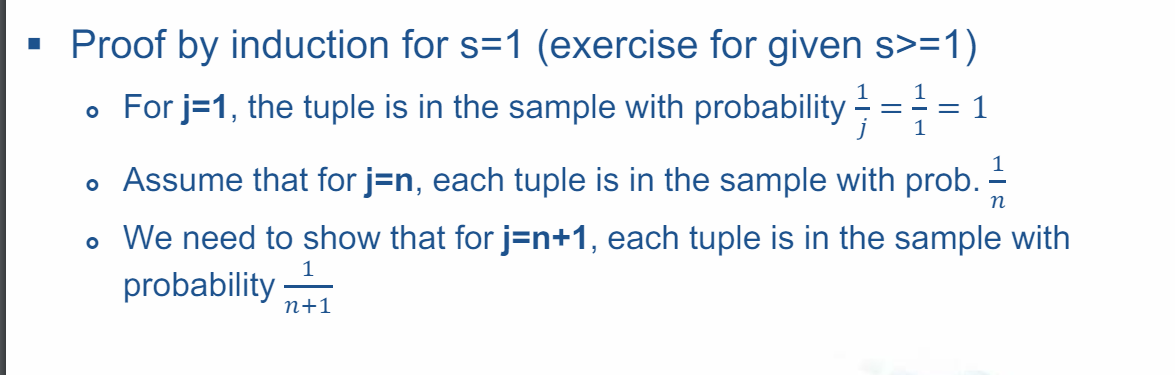 ▪ Proof by induction for s=1 (exercise for given s>=1)
o For j=1, the tuple is in the sample with probability 1/j = 1/1 = 1
o Assume that for j=n, each tuple is in the sample with prob. 1/n
o We need to show that for j=n+1, each tuple is in the sample with
probability 1/n+1